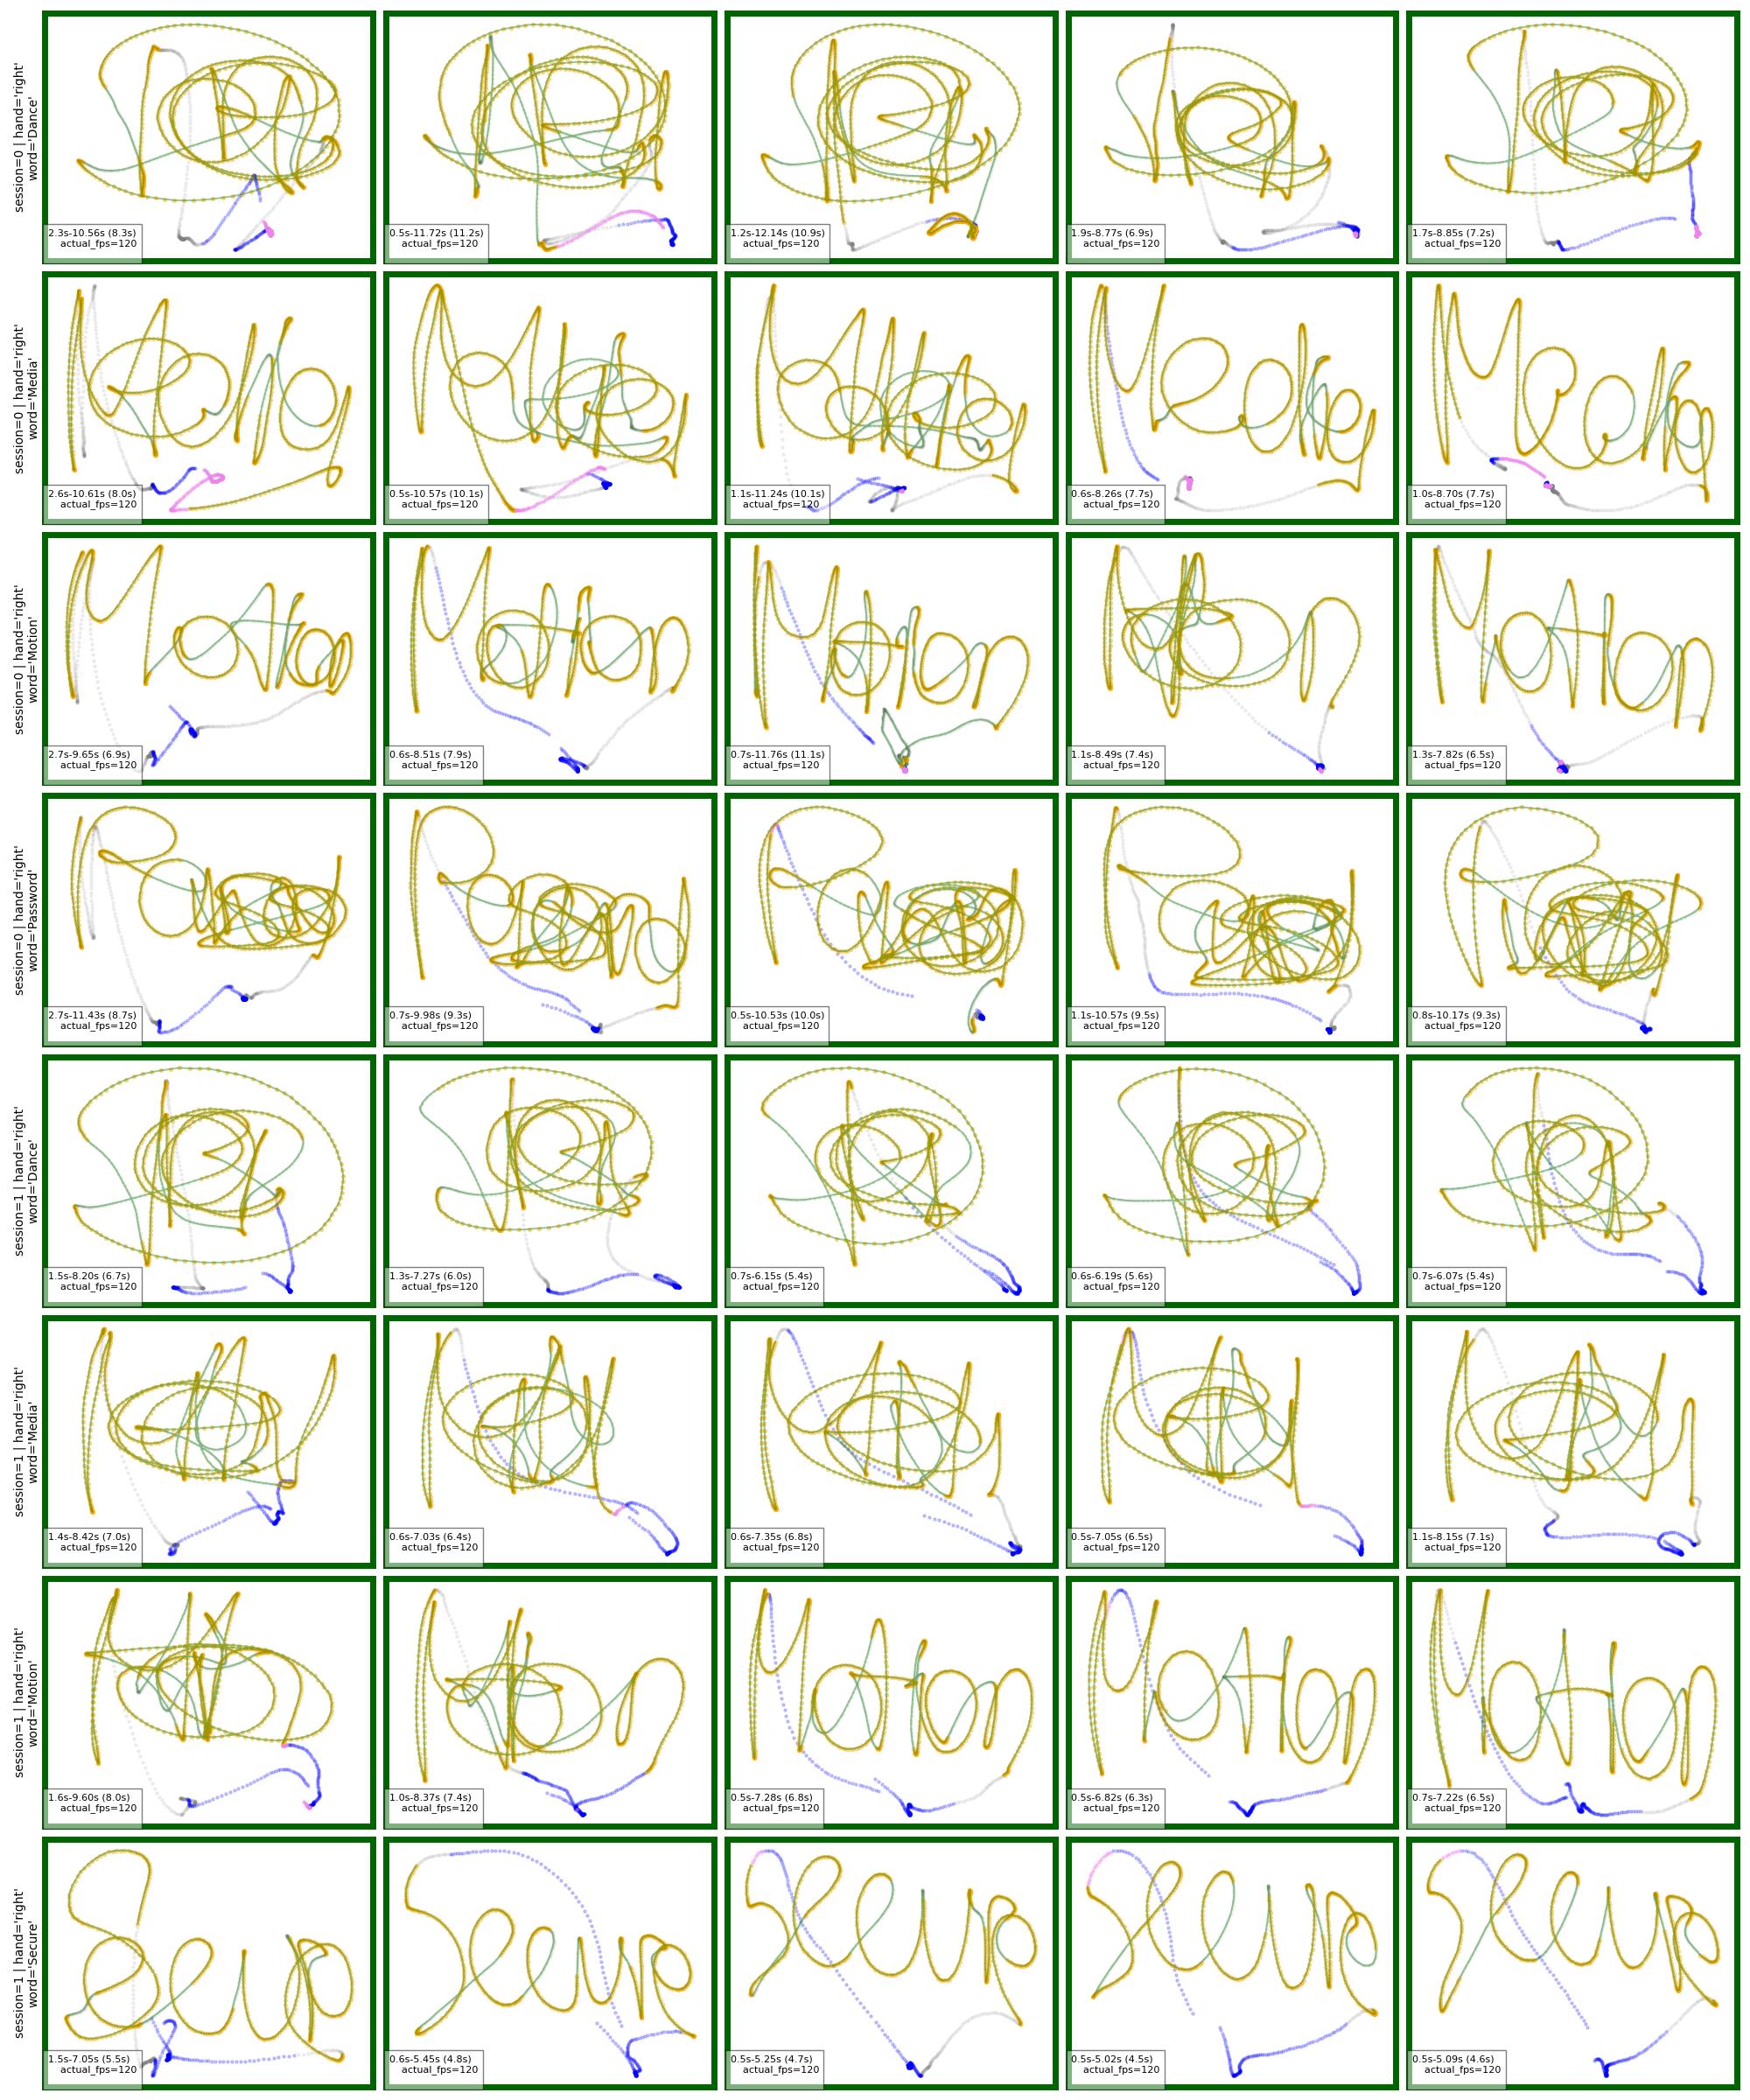 session=0 | hand='right'
word='Dance'
2.3s-10.56s (8.3s)
actual_fps=120
0.5s-11.72s (11.2s)
actual_fps=120
1.2s-12.14s (10.9s)
actual_fps=120
1.9s-8.77s (6.9s)
actual_fps=120
1.7s-8.85s (7.2s)
actual_fps=120
session=0 | hand='right'
word='Media'
2.6s-10.61s (8.0s)
actual_fps=120
0.5s-10.57s (10.1s)
actual_fps=120
1.1s-11.24s (10.1s)
actual_fps=120
0.6s-8.26s (7.7s)
actual_fps=120
1.0s-8.70s (7.7s)
actual_fps=120
session=0 | hand='right'
word='Motion'
2.7s-9.65s (6.9s)
actual_fps=120
0.6s-8.51s (7.9s)
actual_fps=120
0.7s-11.76s (11.1s)
actual_fps=120
1.1s-8.49s (7.4s)
actual_fps=120
1.3s-7.82s (6.5s)
actual_fps=120
session=0 | hand='right'
word='Password'
2.7s-11.43s (8.7s)
actual_fps=120
0.7s-9.98s (9.3s)
actual_fps=120
0.5s-10.53s (10.0s)
actual_fps=120
1.1s-10.57s (9.5s)
actual_fps=120
0.8s-10.17s (9.3s)
actual_fps=120
session=1 | hand='right'
word='Dance'
1.5s-8.20s (6.7s)
actual_fps=120
1.3s-7.27s (6.0s)
actual_fps=120
0.7s-6.15s (5.4s)
actual_fps=120
0.6s-6.19s (5.6s)
actual_fps=120
0.7s-6.07s (5.4s)
actual_fps=120
session=1 | hand='right'
word='Media'
1.4s-8.42s (7.0s)
actual_fps=120
0.6s-7.03s (6.4s)
actual_fps=120
0.6s-7.35s (6.8s)
actual_fps=120
0.5s-7.05s (6.5s)
actual_fps=120
1.1s-8.15s (7.1s)
actual_fps=120
session=1 | hand='right'
word='Motion'
1.6s-9.60s (8.0s)
actual_fps=120
1.0s-8.37s (7.4s)
actual_fps=120
0.5s-7.28s (6.8s)
actual_fps=120
0.5s-6.82s (6.3s)
actual_fps=120
0.7s-7.22s (6.5s)
actual_fps=120
session=1 | hand='right'
word='Secure'
1.5s-7.05s (5.5s)
actual_fps=120
0.6s-5.45s (4.8s)
actual_fps=120
0.5s-5.25s (4.7s)
actual_fps=120
0.5s-5.02s (4.5s)
actual_fps=120
0.5s-5.09s (4.6s)
actual_fps=120